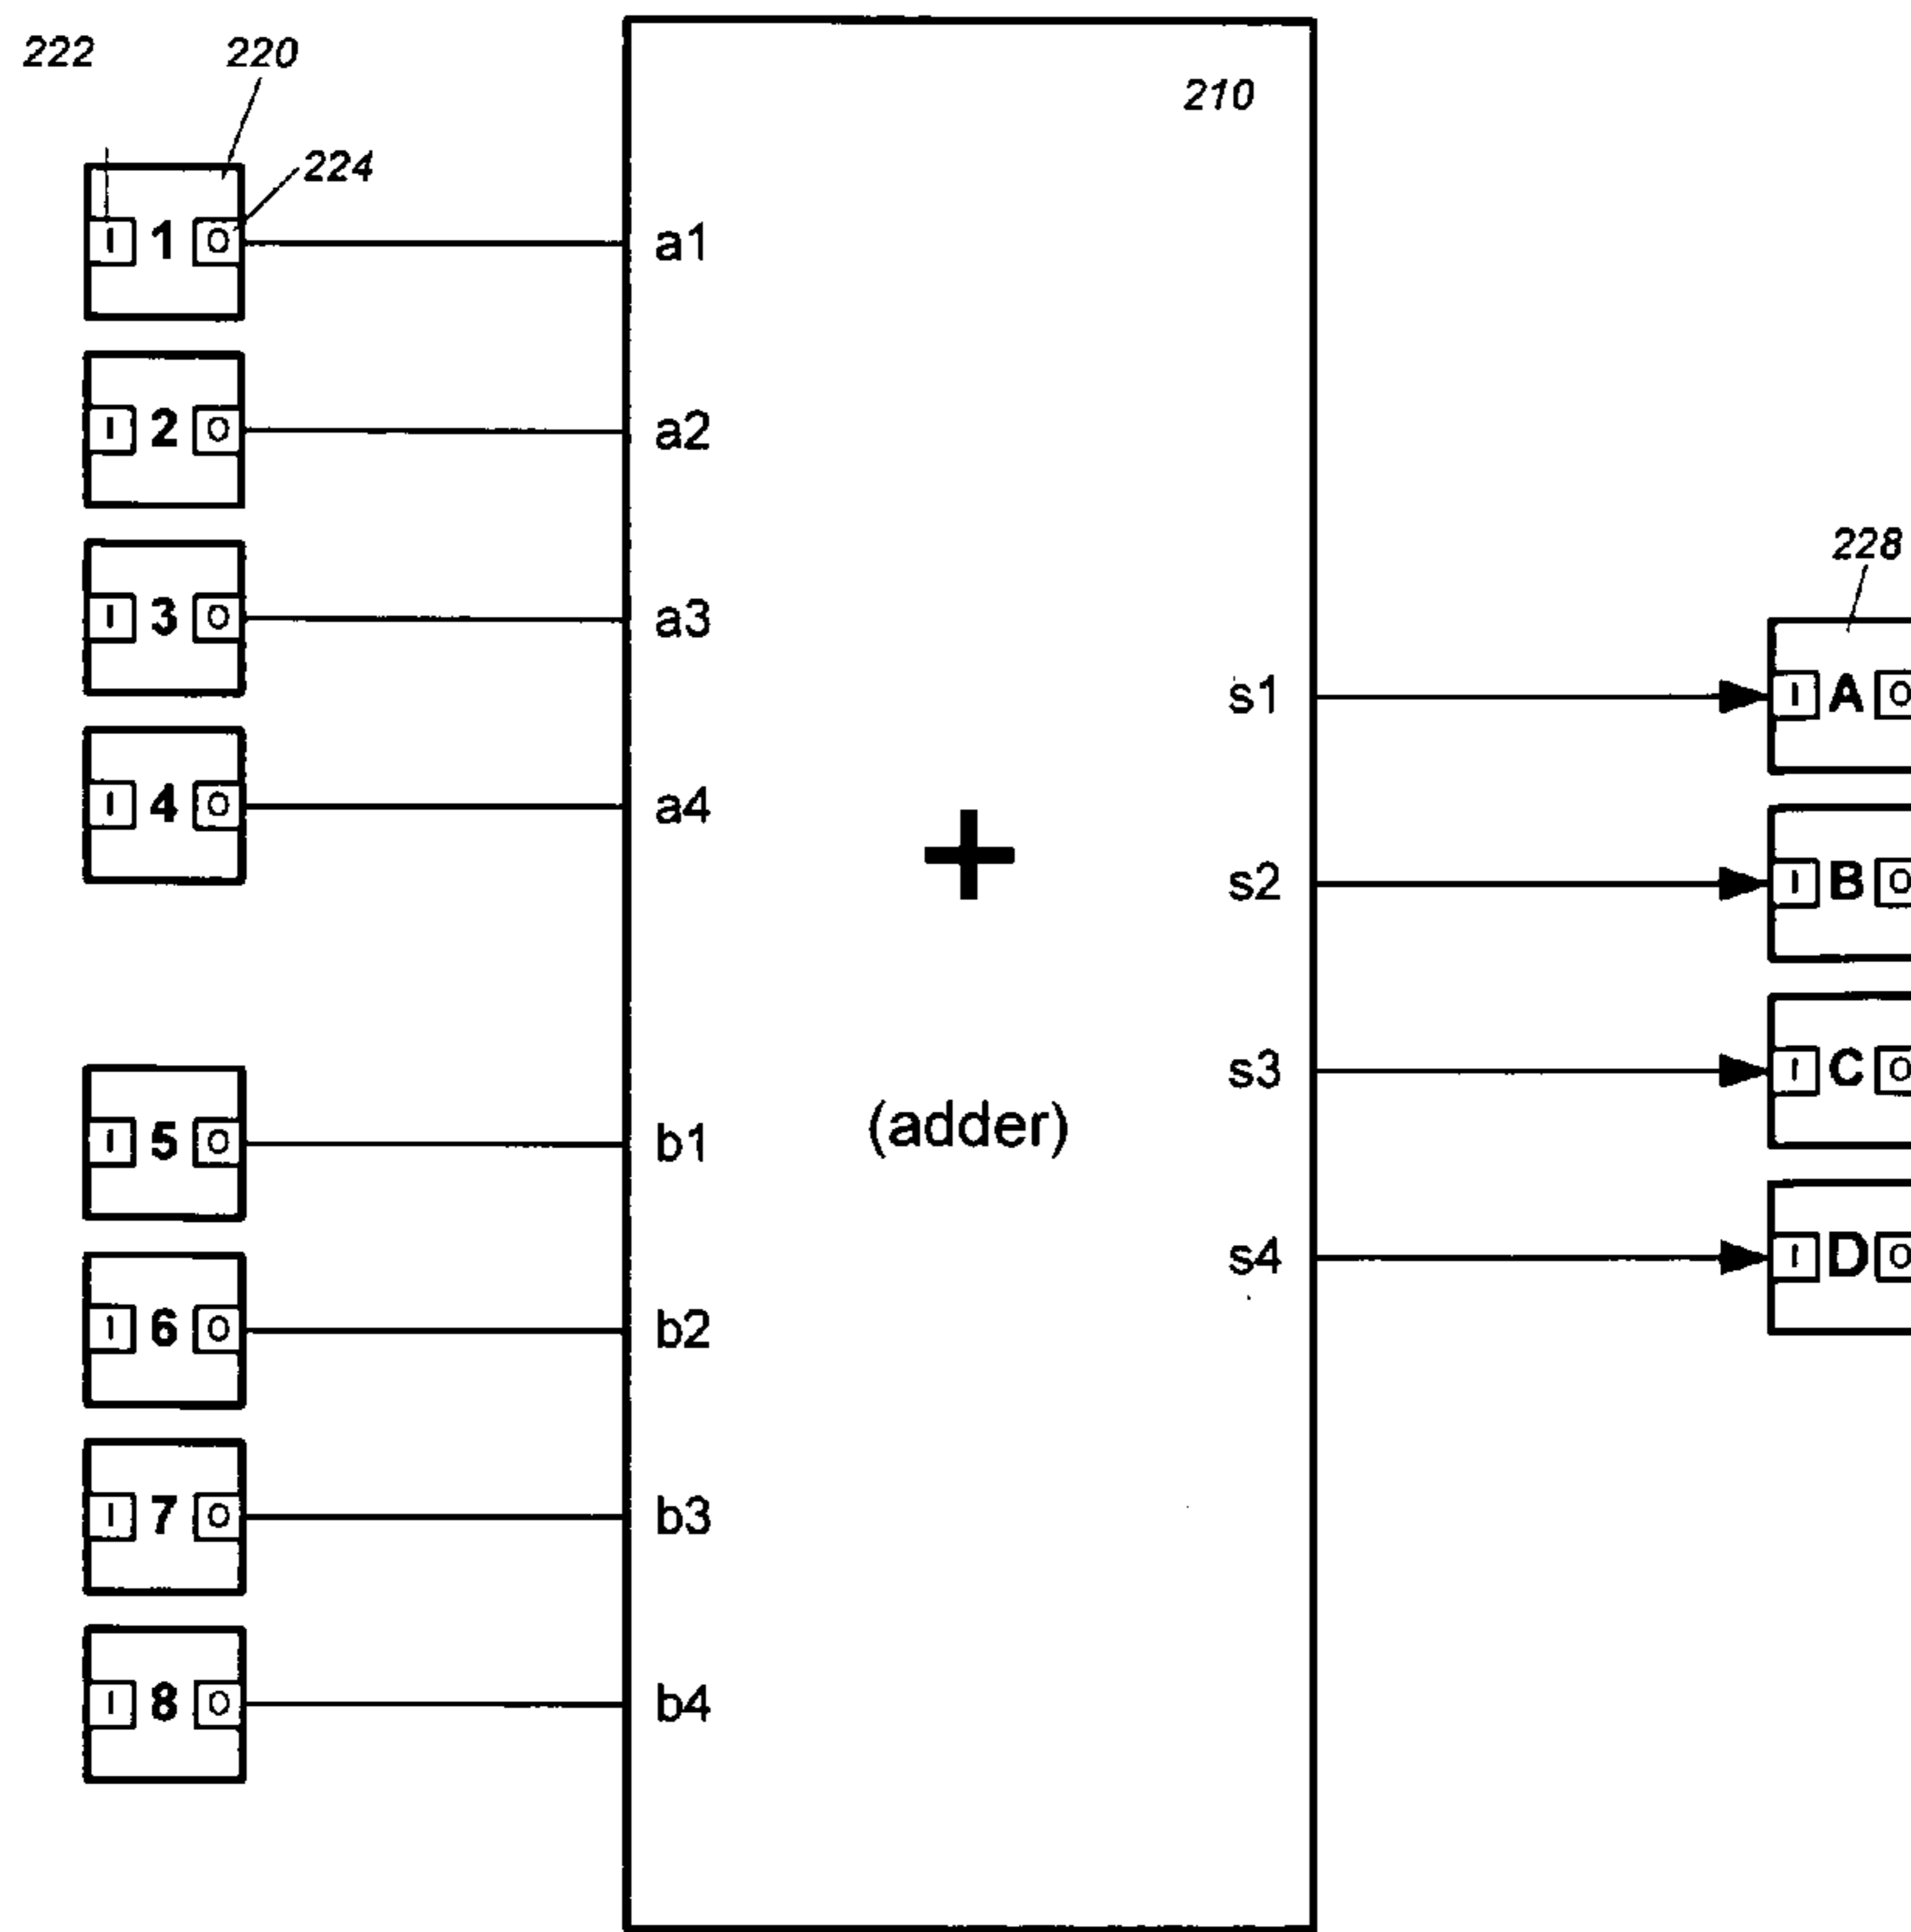 222 220
210
224
I 1 O a1
I 2 O a2
228
I 3 O a3
s1 I A O
I 4 O a4
+
s2 I B O
s3 I C O
(adder)
I 5 O b1
s4 I D O
I 6 O b2
I 7 O b3
I 8 O b4